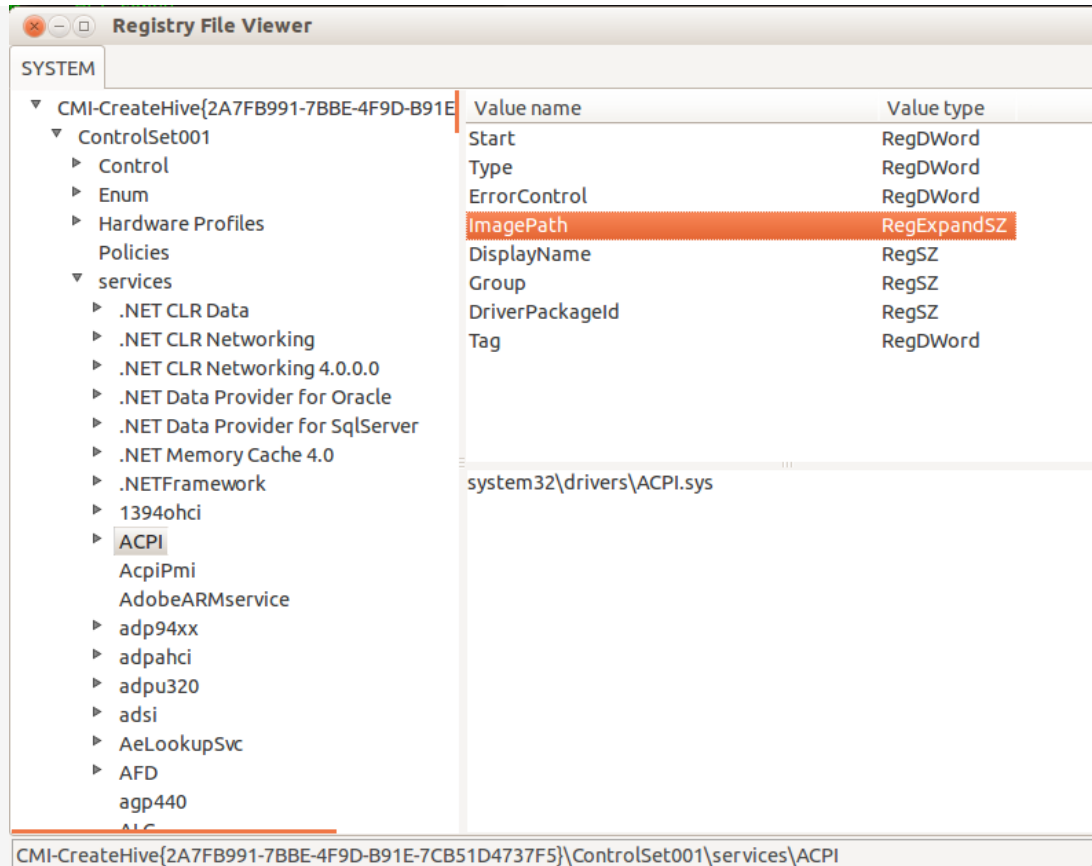 Registry File Viewer
SYSTEM
CMI-CreateHive{2A7FB991-7BBE-4F9D-B91E
ControlSet001
Control
Enum
Hardware Profiles
Policies
services
.NET CLR Data
.NET CLR Networking
.NET CLR Networking 4.0.0.0
.NET Data Provider for Oracle
.NET Data Provider for SqlServer
.NET Memory Cache 4.0
.NETFramework
1394ohci
ACPI
AcpiPmi
AdobeARMservice
adp94xx
adpahci
adpu320
adsi
AeLookupSvc
AFD
agp440
Value name Value type
Start RegDWord
Type RegDWord
ErrorControl RegDWord
ImagePath RegExpandSZ
DisplayName RegSZ
Group RegSZ
DriverPackageId RegSZ
Tag RegDWord
system32\drivers\ACPI.sys
CMI-CreateHive{2A7FB991-7BBE-4F9D-B91E-7CB51D4737F5}\ControlSet001\services\ACPI